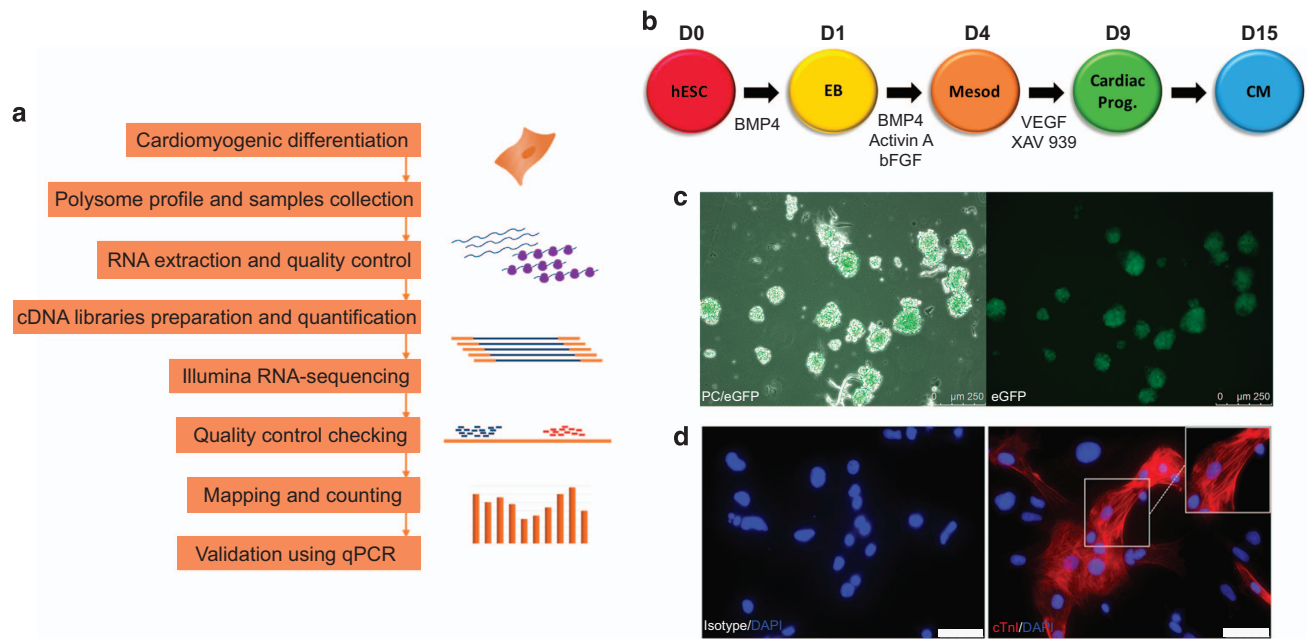 a
Cardiomyogenic differentiation
Polysome profile and samples collection
RNA extraction and quality control
cDNA libraries preparation and quantification
Illumina RNA-sequencing
Quality control checking
Mapping and counting
Validation using qPCR
b
D0 D1 D4 D9 D15
hESC EB Mesod Cardiac Prog. CM
BMP4
BMP4
Activin A
bFGF
VEGF
XAV 939
c
PC/eGFP
0 µm 250
eGFP
0 µm 250
d
Isotype/DAPI
cTnI/DAPI